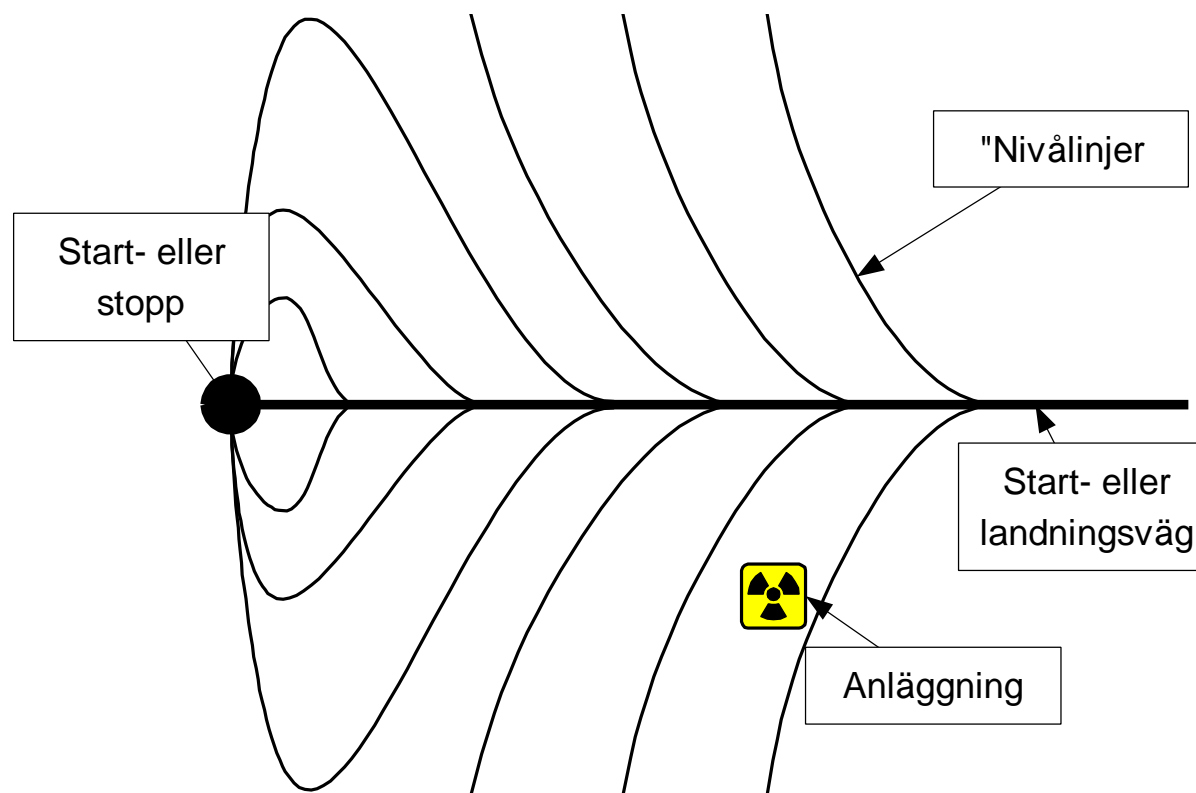 "Nivålinjer
Start- eller
stopp
Start- eller
landningsväg
Anläggning